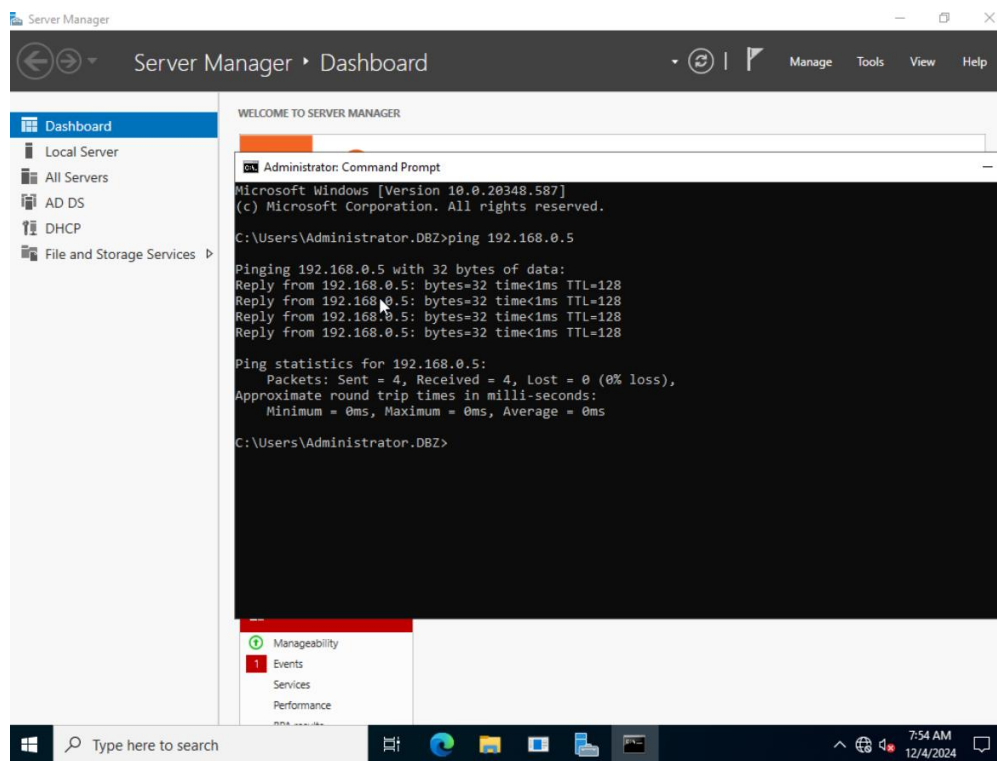 Server Manager
Server Manager ‣ Dashboard
Manage Tools View Help
Dashboard
Local Server
All Servers
AD DS
DHCP
File and Storage Services
WELCOME TO SERVER MANAGER
Administrator: Command Prompt
Microsoft Windows [Version 10.0.20348.587]
(c) Microsoft Corporation. All rights reserved.
C:\Users\Administrator.DBZ>ping 192.168.0.5
Pinging 192.168.0.5 with 32 bytes of data:
Reply from 192.168.0.5: bytes=32 time<1ms TTL=128
Reply from 192.168.0.5: bytes=32 time<1ms TTL=128
Reply from 192.168.0.5: bytes=32 time<1ms TTL=128
Reply from 192.168.0.5: bytes=32 time<1ms TTL=128
Ping statistics for 192.168.0.5:
Packets: Sent = 4, Received = 4, Lost = 0 (0% loss),
Approximate round trip times in milli-seconds:
Minimum = 0ms, Maximum = 0ms, Average = 0ms
C:\Users\Administrator.DBZ>
Manageability
1 Events
Services
Performance
Type here to search
7:54 AM
12/4/2024